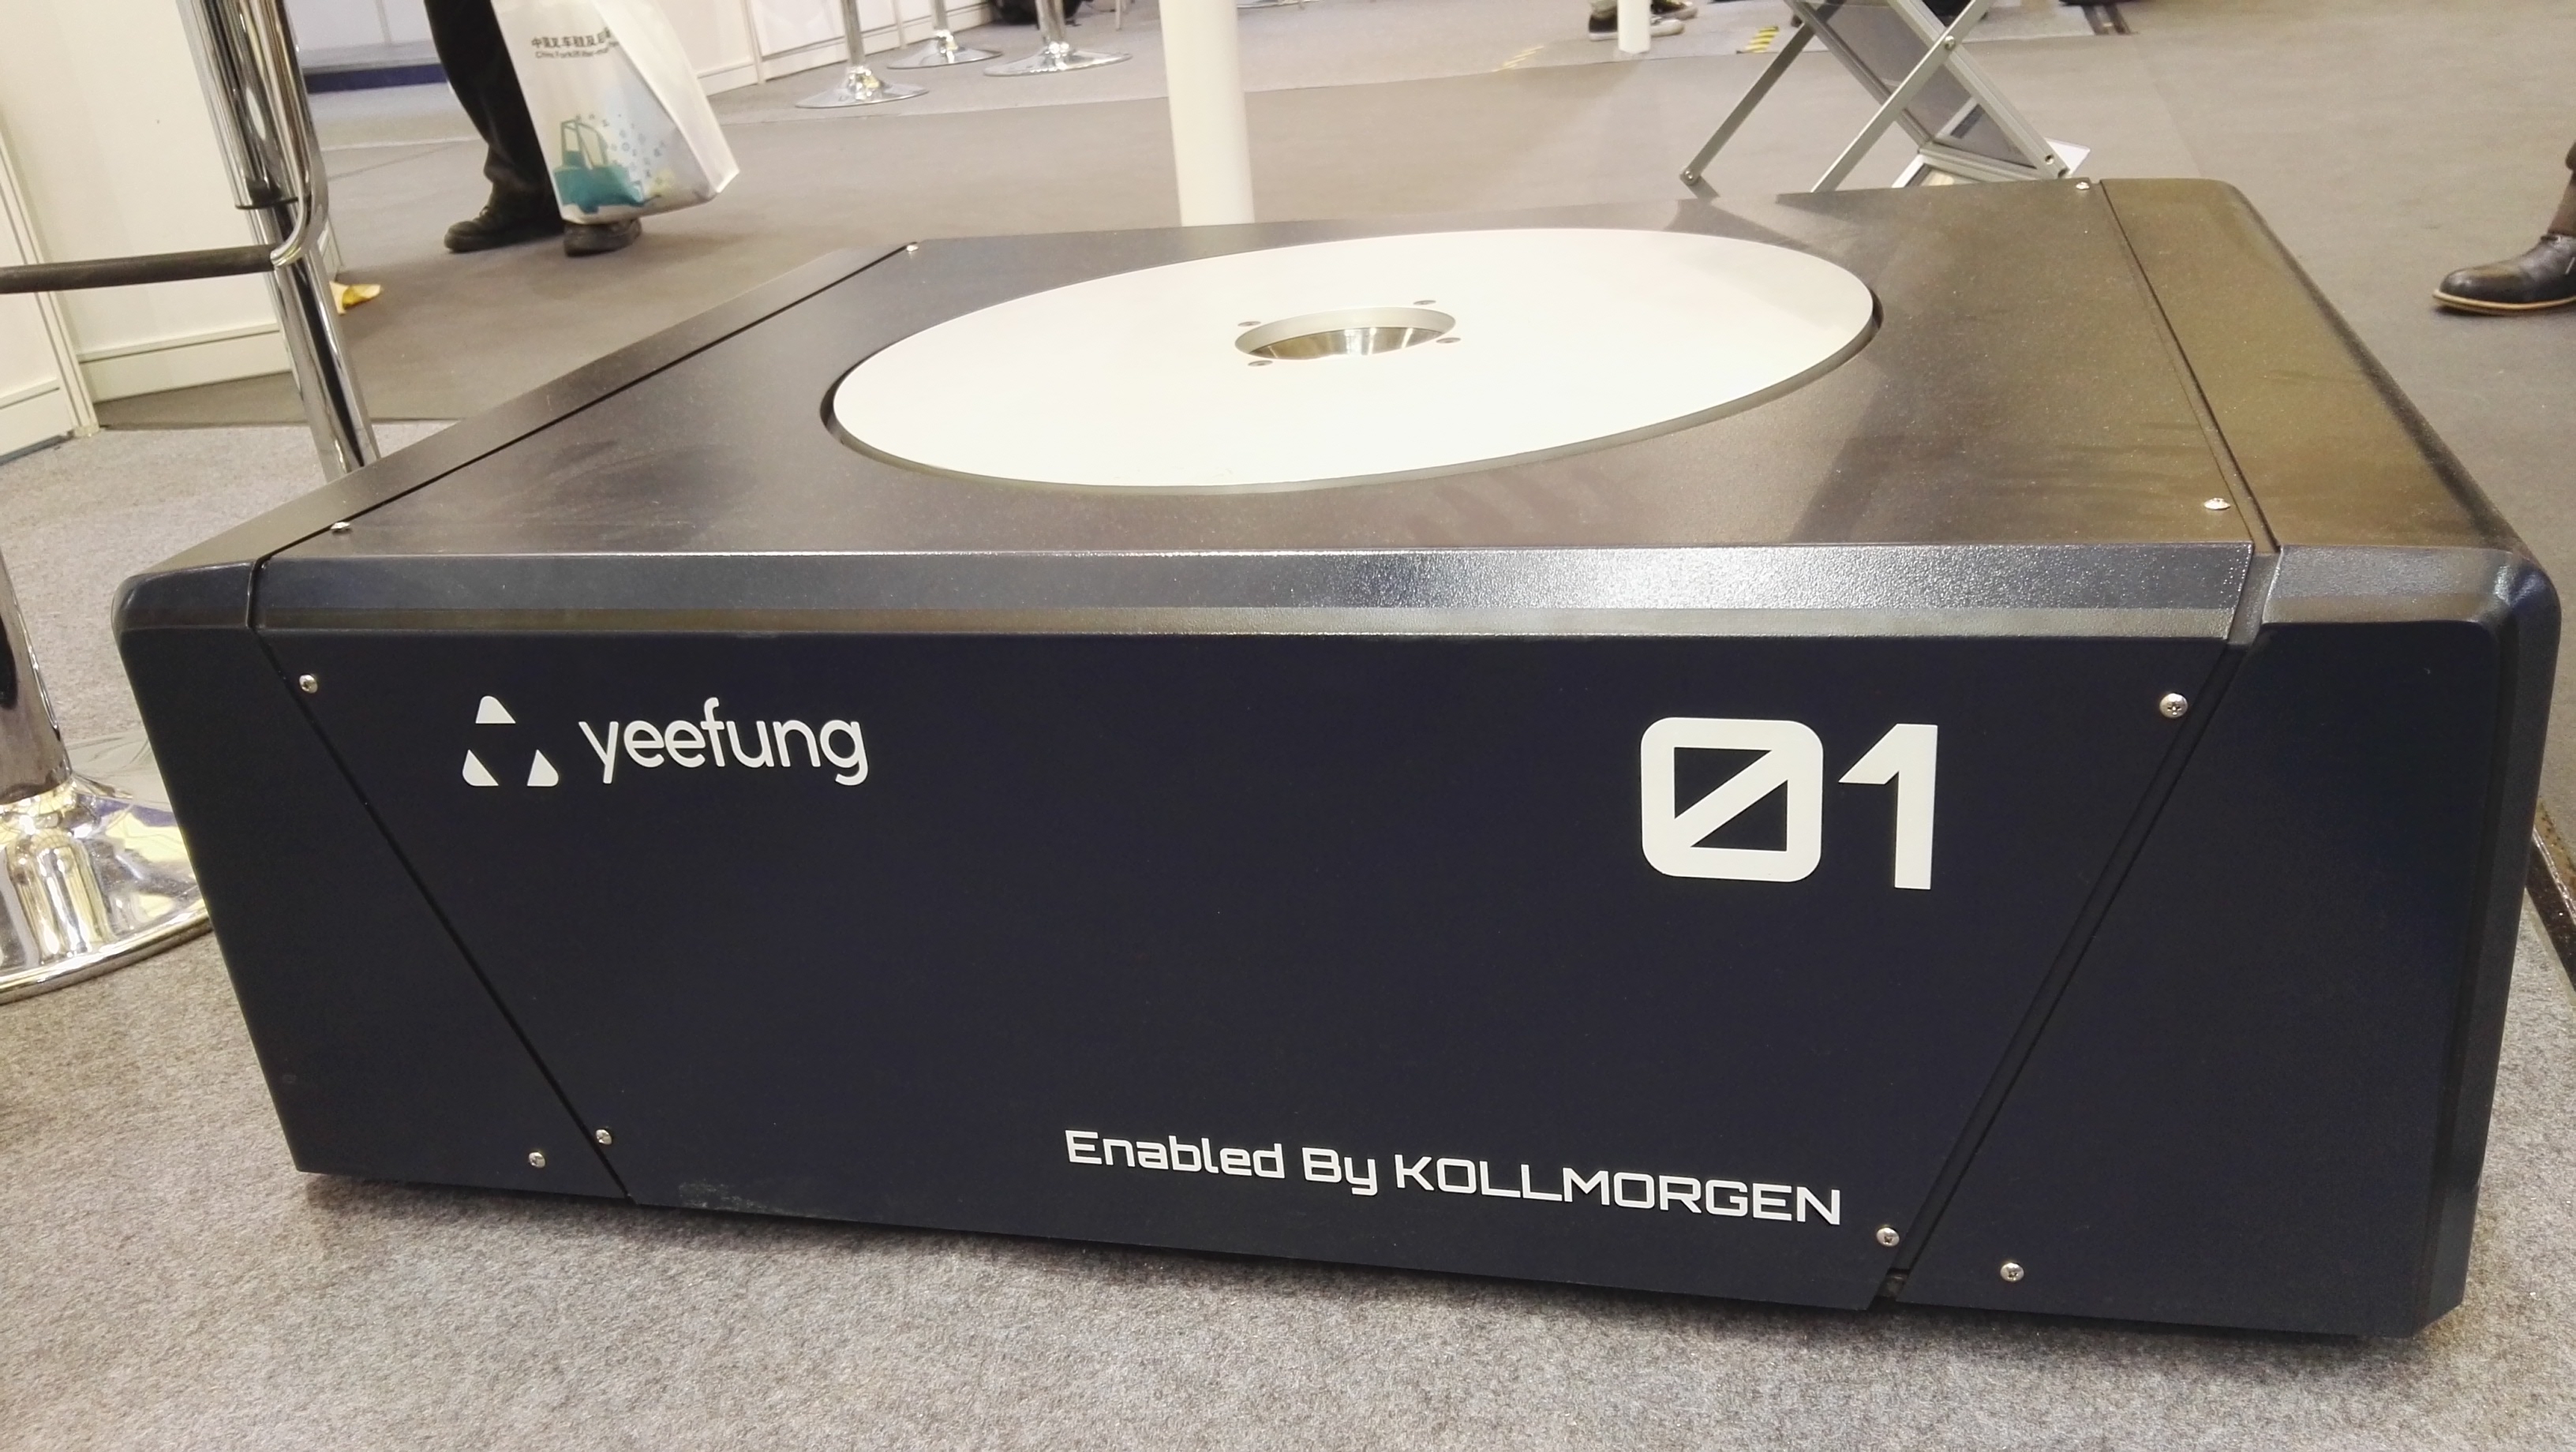 yeefung
01
Enabled By KOLLMORGEN